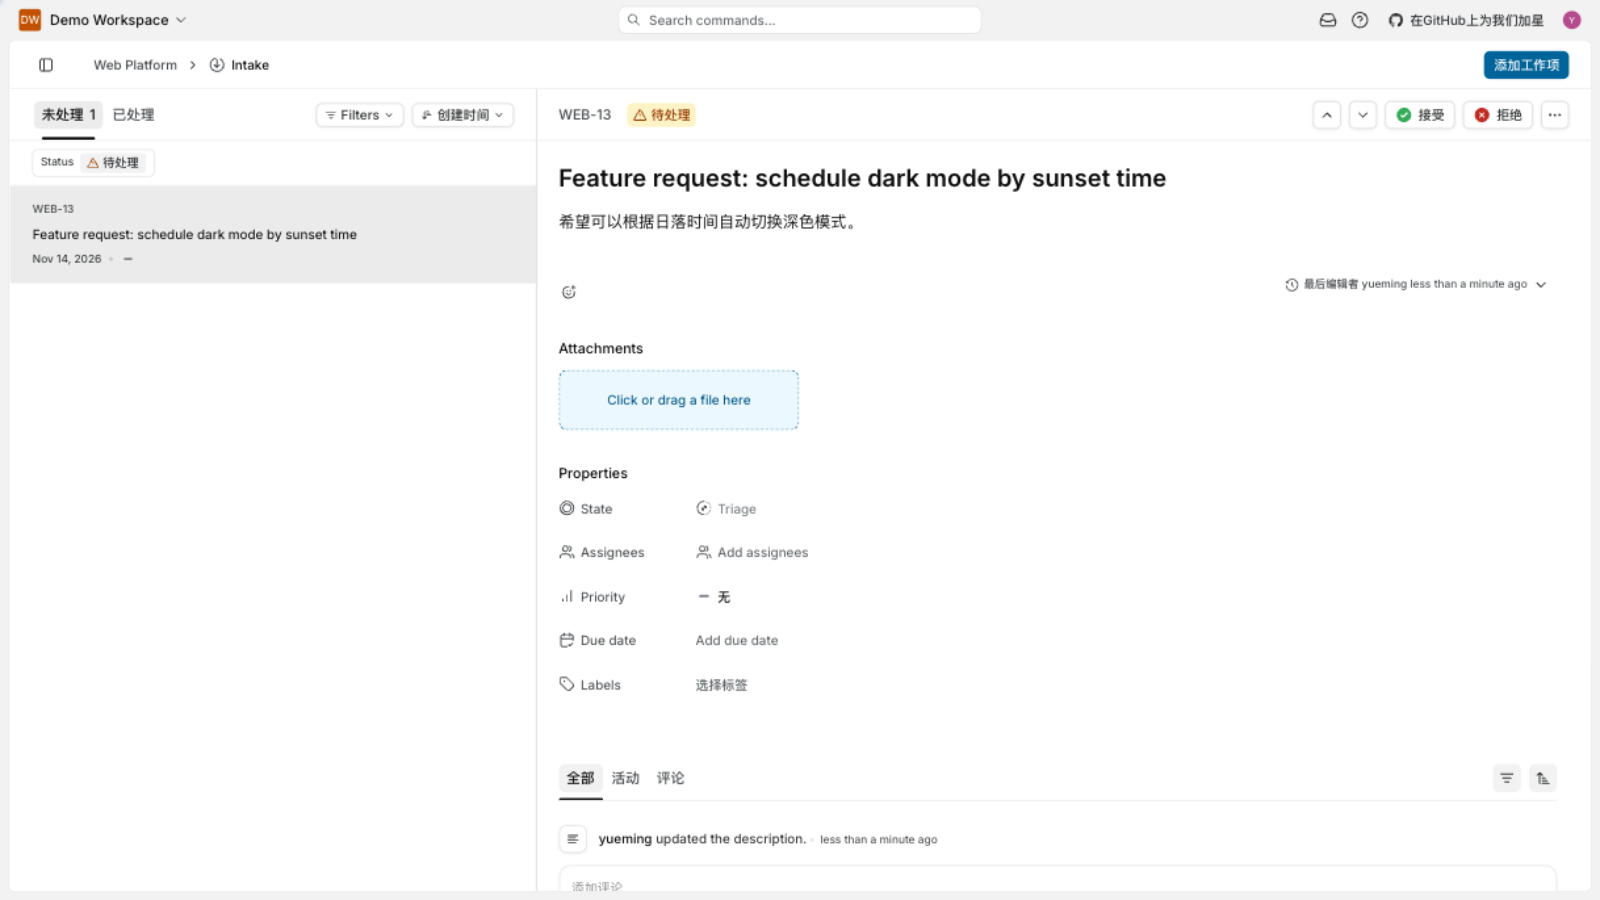 DW Demo Workspace
Search commands...
在GitHub上为我们加星
Y
Web Platform > Intake
添加工作项
未处理 1 已处理
Filters
创建时间
Status 待处理
WEB-13
Feature request: schedule dark mode by sunset time
Nov 14, 2026
WEB-13 待处理
接受
拒绝
Feature request: schedule dark mode by sunset time
希望可以根据日落时间自动切换深色模式。
最后编辑者 yueming less than a minute ago
Attachments
Click or drag a file here
Properties
State Triage
Assignees Add assignees
Priority 无
Due date Add due date
Labels 选择标签
全部 活动 评论
yueming updated the description. less than a minute ago
添加评论